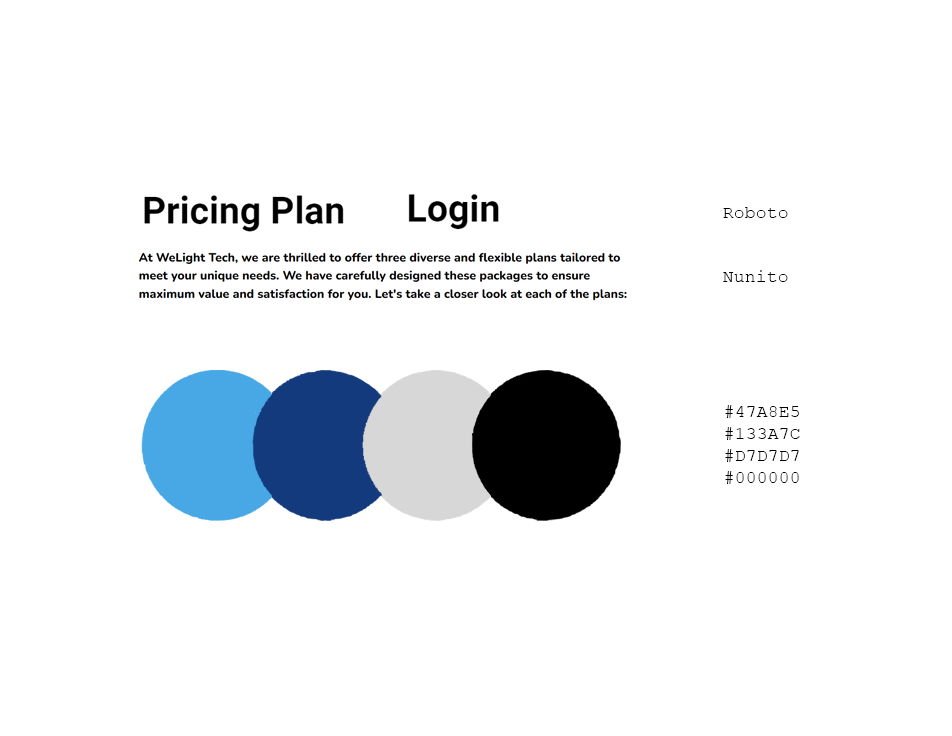 Pricing Plan
Login
Roboto
At WeLight Tech, we are thrilled to offer three diverse and flexible plans tailored to
meet your unique needs. We have carefully designed these packages to ensure
maximum value and satisfaction for you. Let's take a closer look at each of the plans:
Nunito
#47A8E5
#133A7C
#D7D7D7
#000000